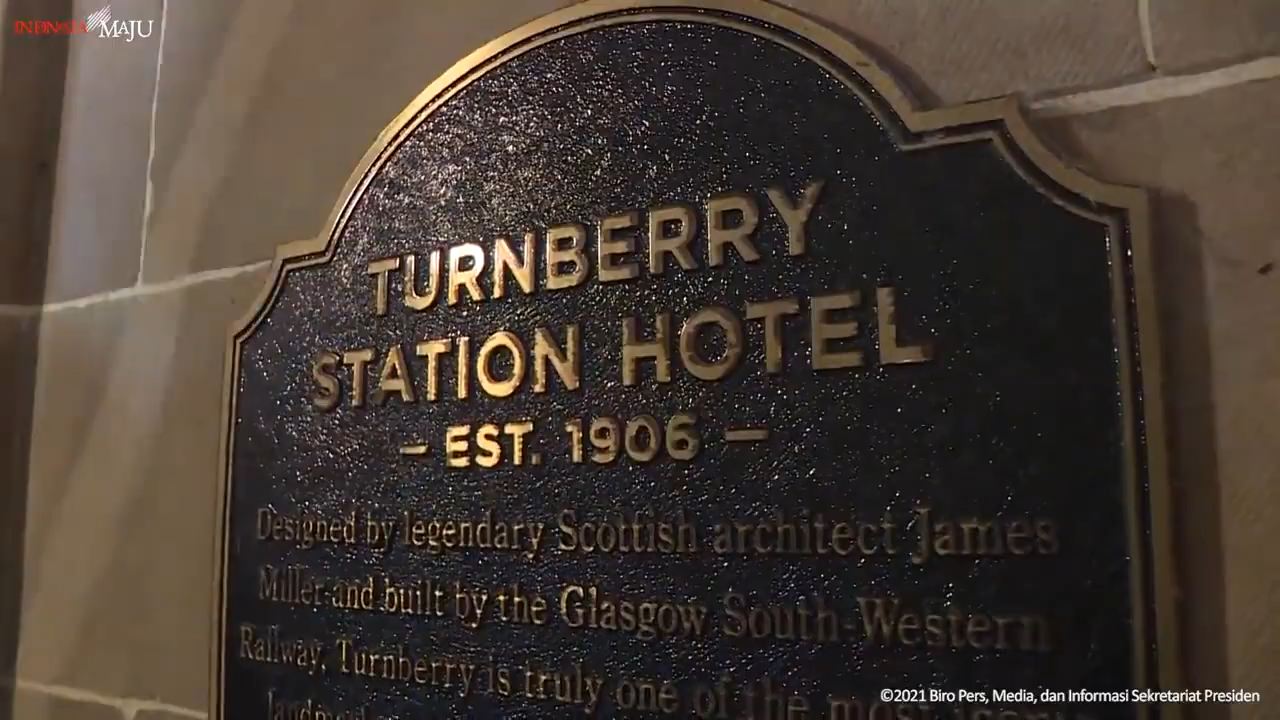 INDONESIA MAJU
TURNBERRY
STATION HOTEL
– EST. 1906 –
Designed by legendary Scottish architect James
Miller and built by the Glasgow South-Western
Railway, Turnberry is truly one of the most
©2021 Biro Pers, Media, dan Informasi Sekretariat Presiden